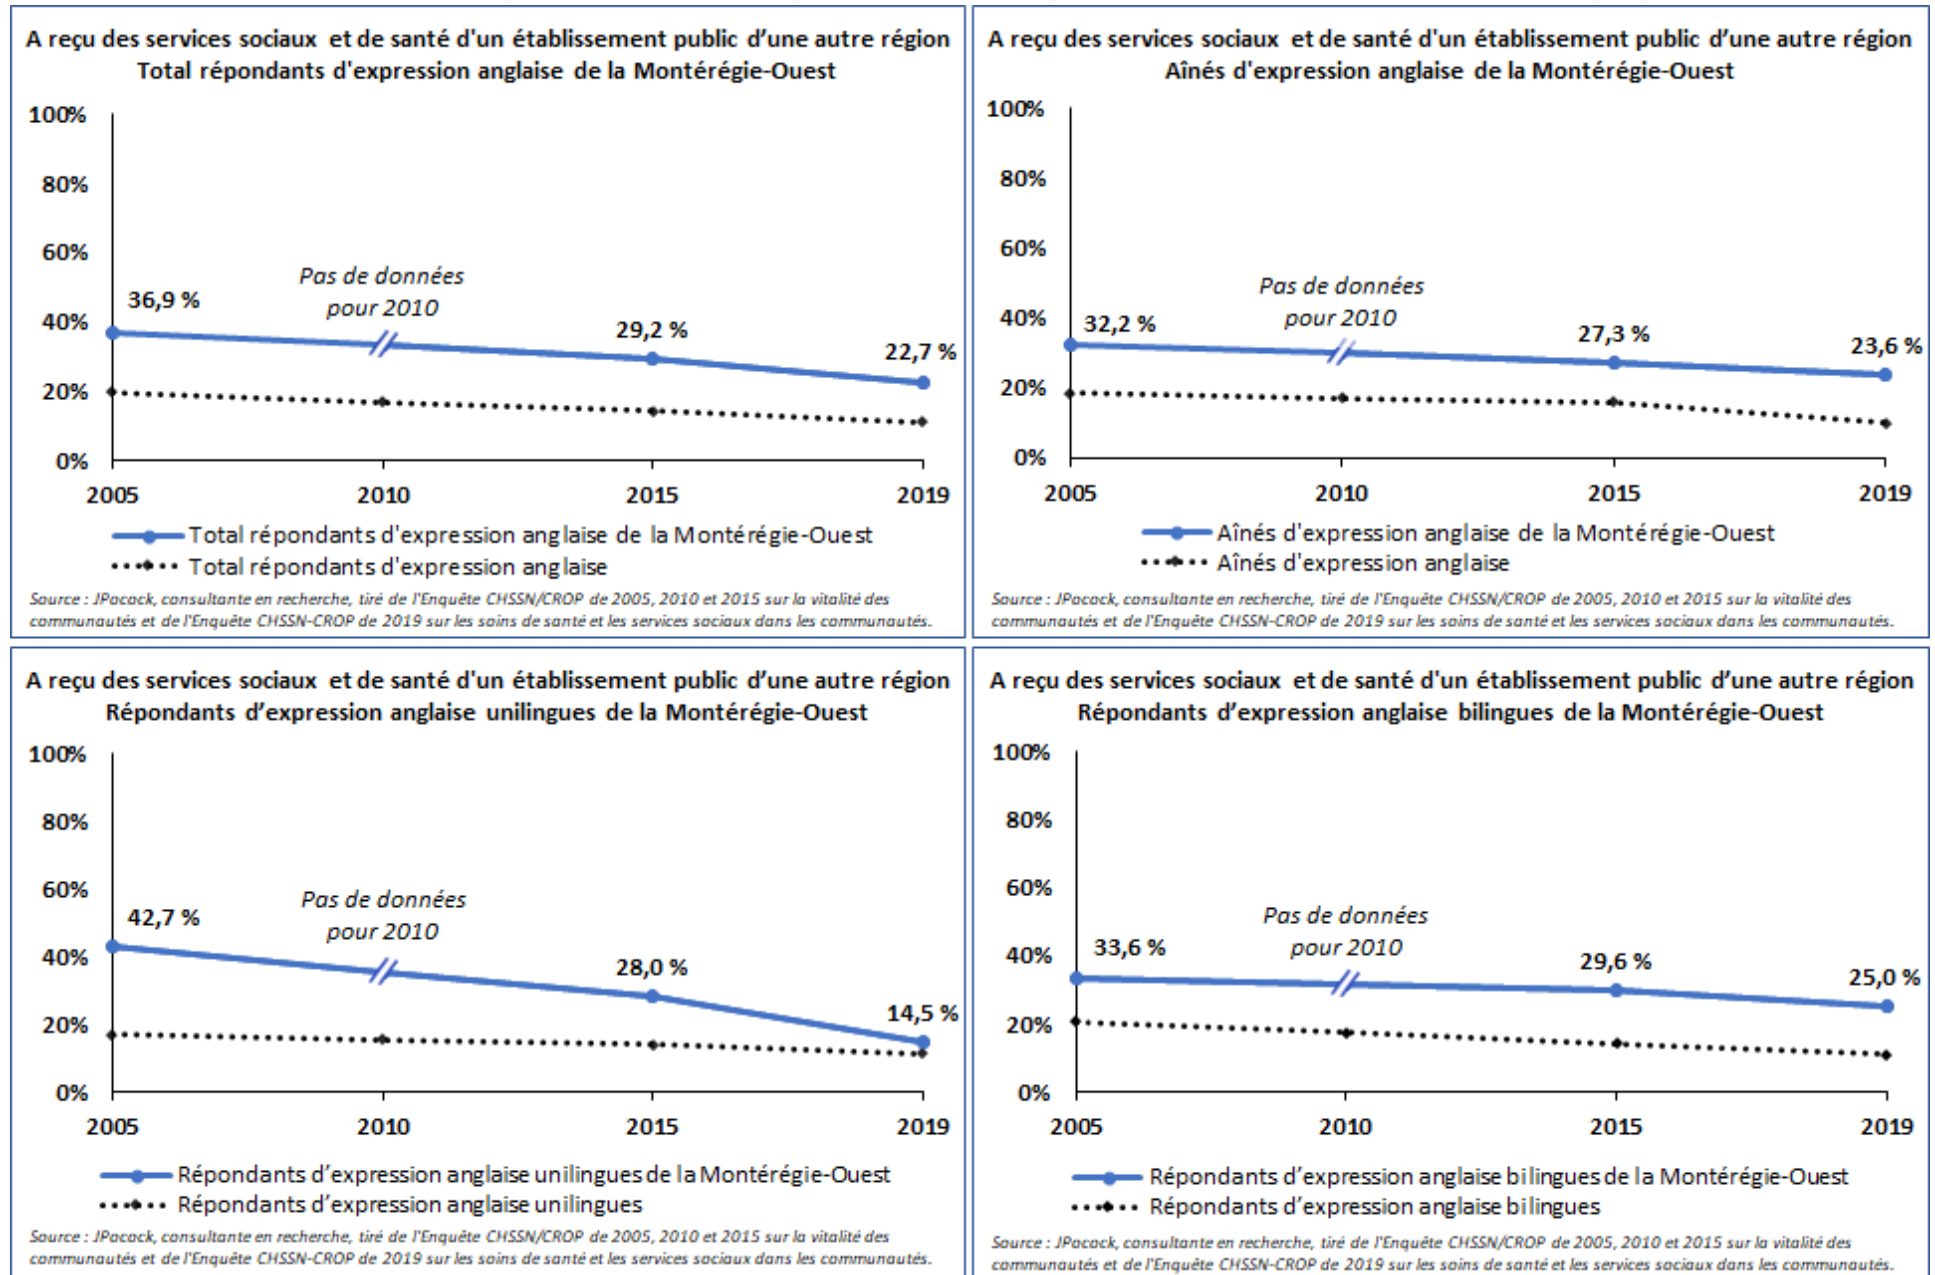 A reçu des services sociaux et de santé d'un établissement public d’une autre région
Total répondants d'expression anglaise de la Montérégie-Ouest
100%
80%
60%
40%
20%
0%
36,9 %
Pas de données
pour 2010
29,2 %
22,7 %
2005 2010 2015 2019
Total répondants d'expression anglaise de la Montérégie-Ouest
Total répondants d'expression anglaise
Source : JPocock, consultante en recherche, tiré de l'Enquête CHSSN/CROP de 2005, 2010 et 2015 sur la vitalité des
communautés et de l'Enquête CHSSN-CROP de 2019 sur les soins de santé et les services sociaux dans les communautés.
A reçu des services sociaux et de santé d'un établissement public d’une autre région
Aînés d'expression anglaise de la Montérégie-Ouest
100%
80%
60%
40%
20%
0%
32,2 %
Pas de données
pour 2010
27,3 %
23,6 %
2005 2010 2015 2019
Aînés d'expression anglaise de la Montérégie-Ouest
Aînés d'expression anglaise
Source : JPocock, consultante en recherche, tiré de l'Enquête CHSSN/CROP de 2005, 2010 et 2015 sur la vitalité des
communautés et de l'Enquête CHSSN-CROP de 2019 sur les soins de santé et les services sociaux dans les communautés.
A reçu des services sociaux et de santé d'un établissement public d’une autre région
Répondants d’expression anglaise unilingues de la Montérégie-Ouest
100%
80%
60%
40%
20%
0%
42,7 %
Pas de données
pour 2010
28,0 %
14,5 %
2005 2010 2015 2019
Répondants d’expression anglaise unilingues de la Montérégie-Ouest
Répondants d’expression anglaise unilingues
Source : JPocock, consultante en recherche, tiré de l'Enquête CHSSN/CROP de 2005, 2010 et 2015 sur la vitalité des
communautés et de l'Enquête CHSSN-CROP de 2019 sur les soins de santé et les services sociaux dans les communautés.
A reçu des services sociaux et de santé d'un établissement public d’une autre région
Répondants d’expression anglaise bilingues de la Montérégie-Ouest
100%
80%
60%
40%
20%
0%
33,6 %
Pas de données
pour 2010
29,6 %
25,0 %
2005 2010 2015 2019
Répondants d’expression anglaise bilingues de la Montérégie-Ouest
Répondants d’expression anglaise bilingues
Source : JPocock, consultante en recherche, tiré de l'Enquête CHSSN/CROP de 2005, 2010 et 2015 sur la vitalité des
communautés et de l'Enquête CHSSN-CROP de 2019 sur les soins de santé et les services sociaux dans les communautés.